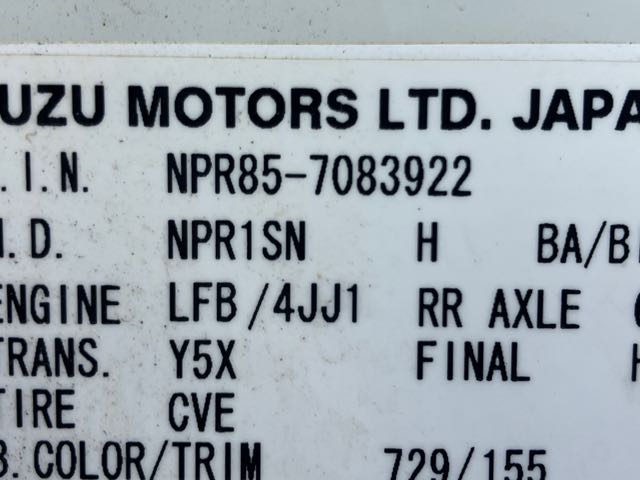 UZU MOTORS LTD. JAPA
.I.N. NPR85-7083922
.D. NPR1SN H BA/B
ENGINE LFB/4JJ1 RR AXLE
TRANS. Y5X FINAL
TIRE CVE
B.COLOR/TRIM 729/155